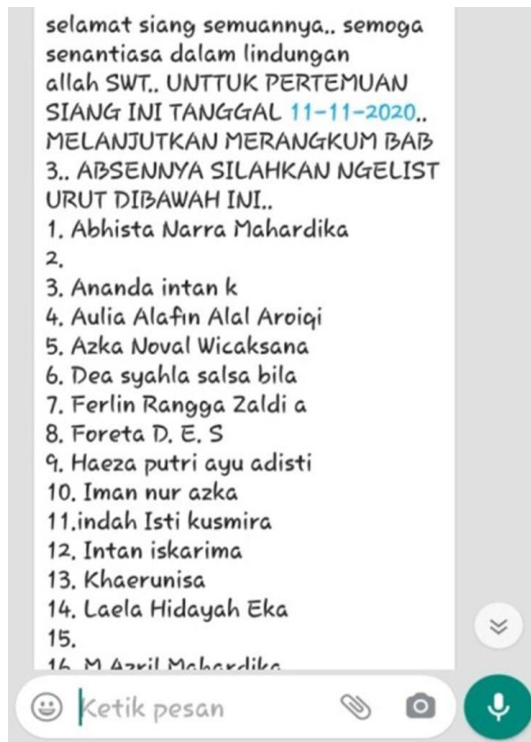 selamat siang semuannya.. semoga
senantiasa dalam lindungan
allah SWT.. UNTTUK PERTEMUAN
SIANG INI TANGGAL 11-11-2020..
MELANJUTKAN MERANGKUM BAB
3.. ABSENNYA SILAHKAN NGELIST
URUT DIBAWAH INI..
1. Abhista Narra Mahardika
2.
3. Ananda intan k
4. Aulia Alafin Alal Aroiqi
5. Azka Noval Wicaksana
6. Dea syahla salsa bila
7. Ferlin Rangga Zaldi a
8. Foreta D. E. S
9. Haeza putri ayu adisti
10. Iman nur azka
11.indah Isti kusmira
12. Intan iskarima
13. Khaerunisa
14. Laela Hidayah Eka
15.
16. M Azril Mahardika
Ketik pesan